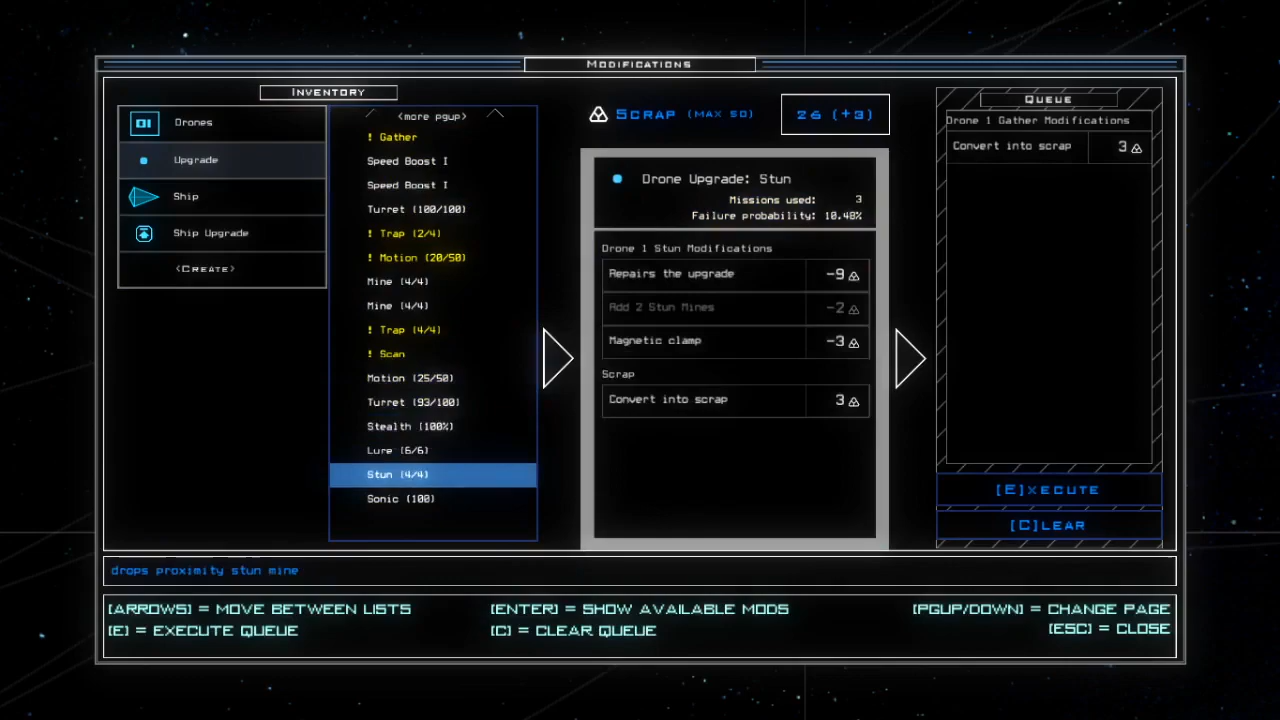 MODIFICATIONS
INVENTORY
Drones
Upgrade
Ship
Ship Upgrade
<CREATE>
<more pgup>
! Gather
Speed Boost I
Speed Boost I
Turret (100/100)
! Trap (2/4)
! Motion (20/50)
Mine (4/4)
Mine (4/4)
! Trap (4/4)
! Scan
Motion (25/50)
Turret (93/100)
Stealth (100%)
Lure (6/6)
Stun (4/4)
Sonic (100)
SCRAP (MAX 50)
26 (+3)
Drone Upgrade: Stun
Missions used: 3
Failure probability: 10.48%
Drone 1 Stun Modifications
Repairs the upgrade -9
Add 2 Stun Mines -2
Magnetic clamp -3
Scrap
Convert into scrap 3
QUEUE
Drone 1 Gather Modifications
Convert into scrap 3
[E]XECUTE
[C]LEAR
drops proximity stun mine
[ARROWS] = MOVE BETWEEN LISTS
[ENTER] = SHOW AVAILABLE MODS
[PGUP/DOWN] = CHANGE PAGE
[E] = EXECUTE QUEUE
[C] = CLEAR QUEUE
[ESC] = CLOSE